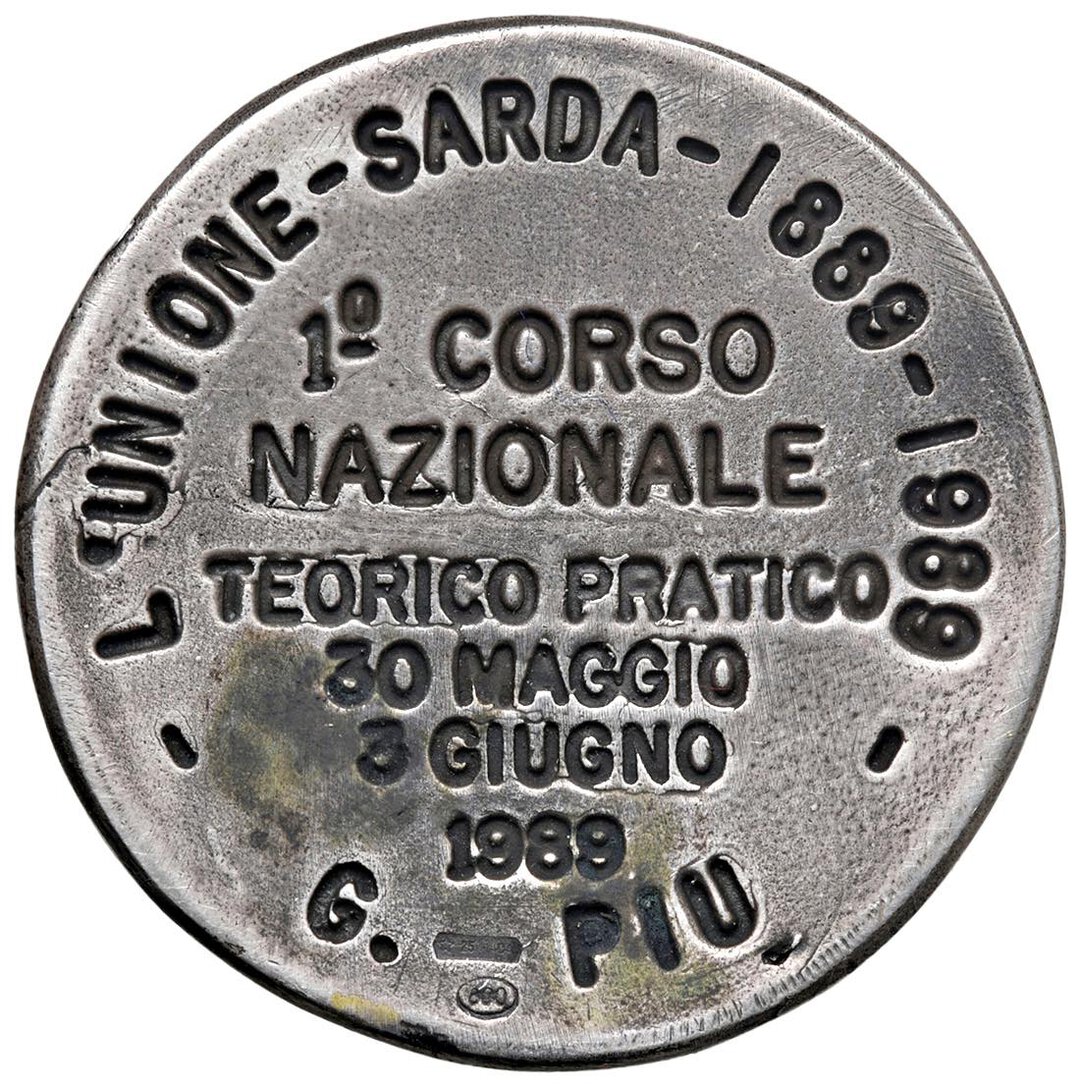 L'UNIONE-SARDA-1889-1989
1º CORSO
NAZIONALE
TEORICO PRATICO
30 MAGGIO
3 GIUGNO
1989
G. PIU